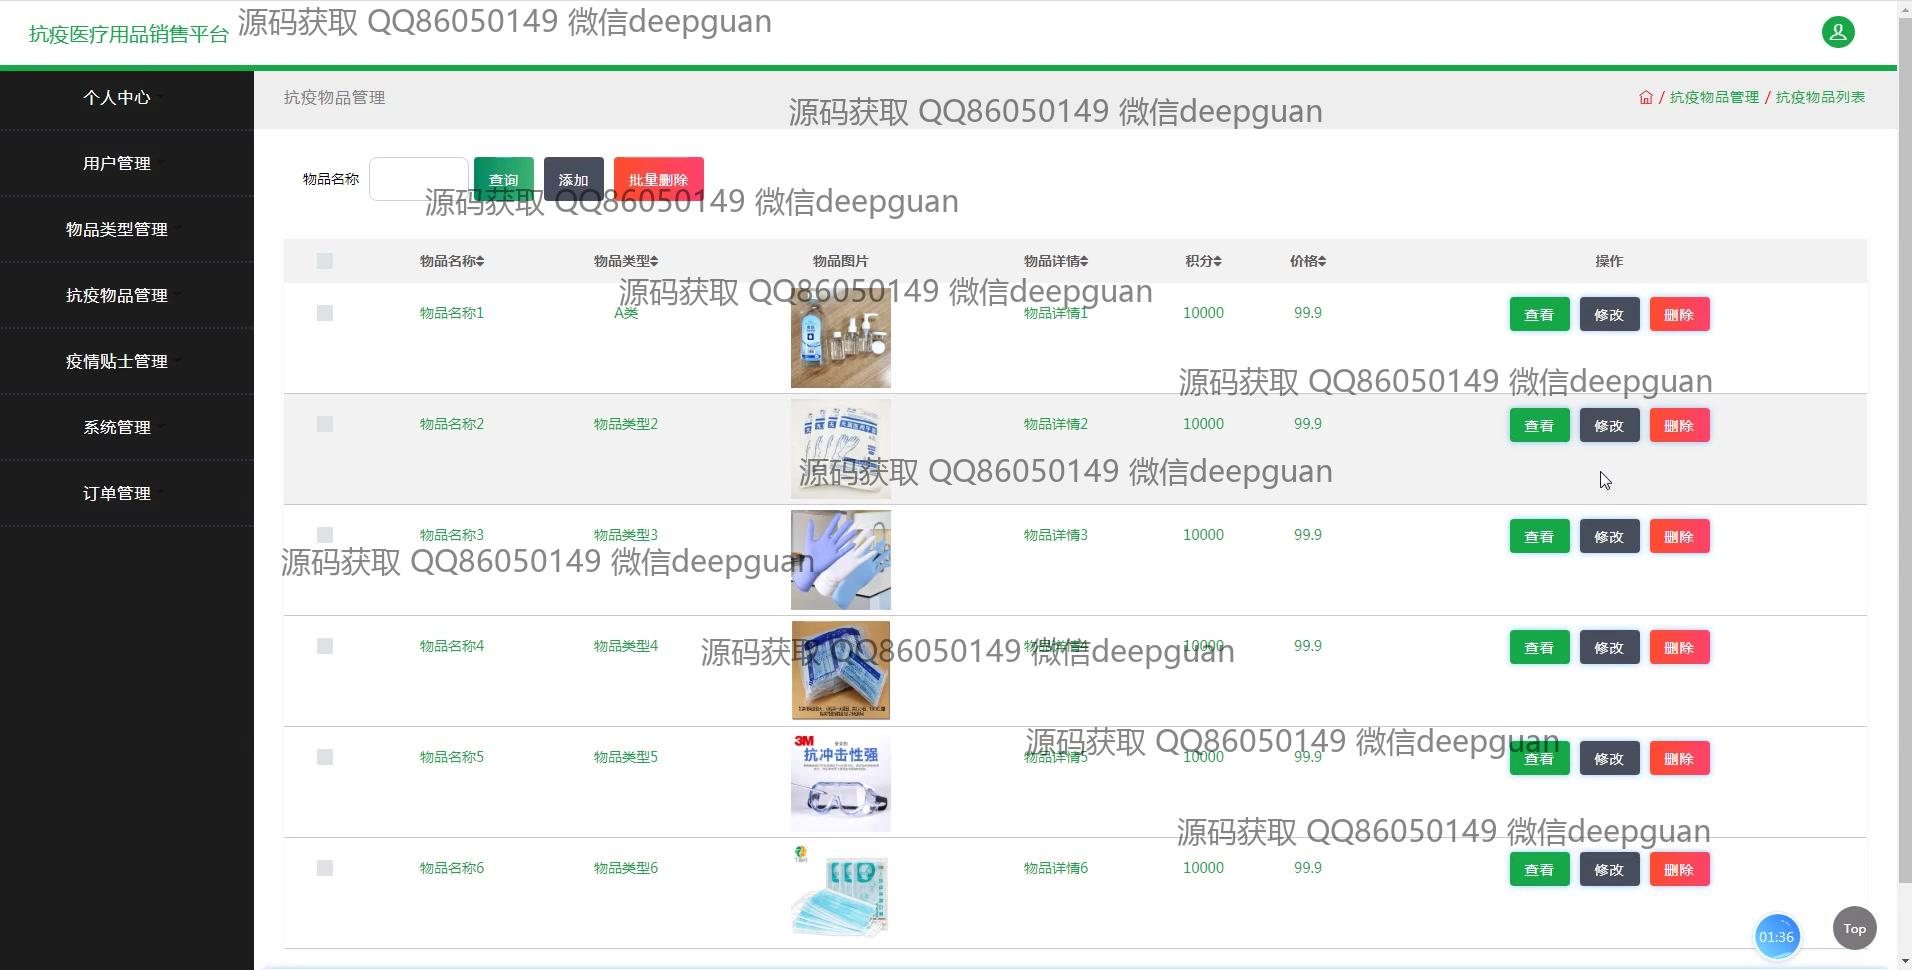 抗疫医疗用品销售平台
源码获取 QQ86050149 微信deepguan
个人中心
用户管理
物品类型管理
抗疫物品管理
疫情贴士管理
系统管理
订单管理
抗疫物品管理
/ 抗疫物品管理 / 抗疫物品列表
源码获取 QQ86050149 微信deepguan
物品名称 查询 添加 批量删除
源码获取 QQ86050149 微信deepguan
物品名称 物品类型 物品图片 物品详情 积分 价格 操作
源码获取 QQ86050149 微信deepguan
物品名称1 A类 物品详情1 10000 99.9 查看 修改 删除
源码获取 QQ86050149 微信deepguan
物品名称2 物品类型2 物品详情2 10000 99.9 查看 修改 删除
源码获取 QQ86050149 微信deepguan
物品名称3 物品类型3 物品详情3 10000 99.9 查看 修改 删除
源码获取 QQ86050149 微信deepguan
物品名称4 物品类型4 物品详情4 10000 99.9 查看 修改 删除
源码获取 QQ86050149 微信deepguan
3M
抗冲击性强
物品名称5 物品类型5 物品详情5 10000 99.9 查看 修改 删除
源码获取 QQ86050149 微信deepguan
源码获取 QQ86050149 微信deepguan
物品名称6 物品类型6 物品详情6 10000 99.9 查看 修改 删除
01:36
Top